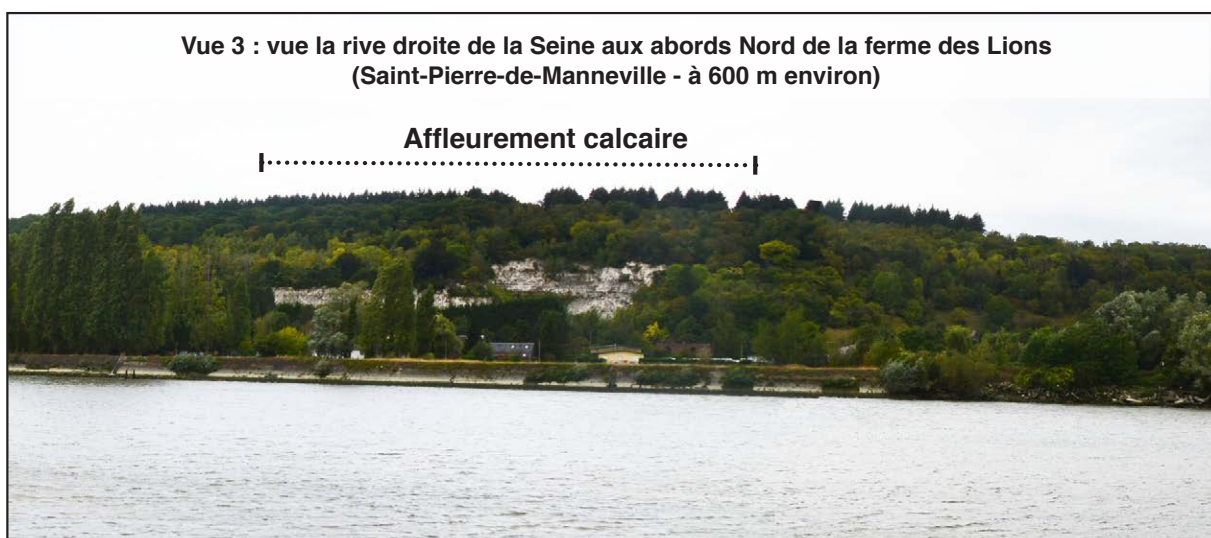 Vue 3 : vue la rive droite de la Seine aux abords Nord de la ferme des Lions
(Saint-Pierre-de-Manneville - à 600 m environ)
Affleurement calcaire